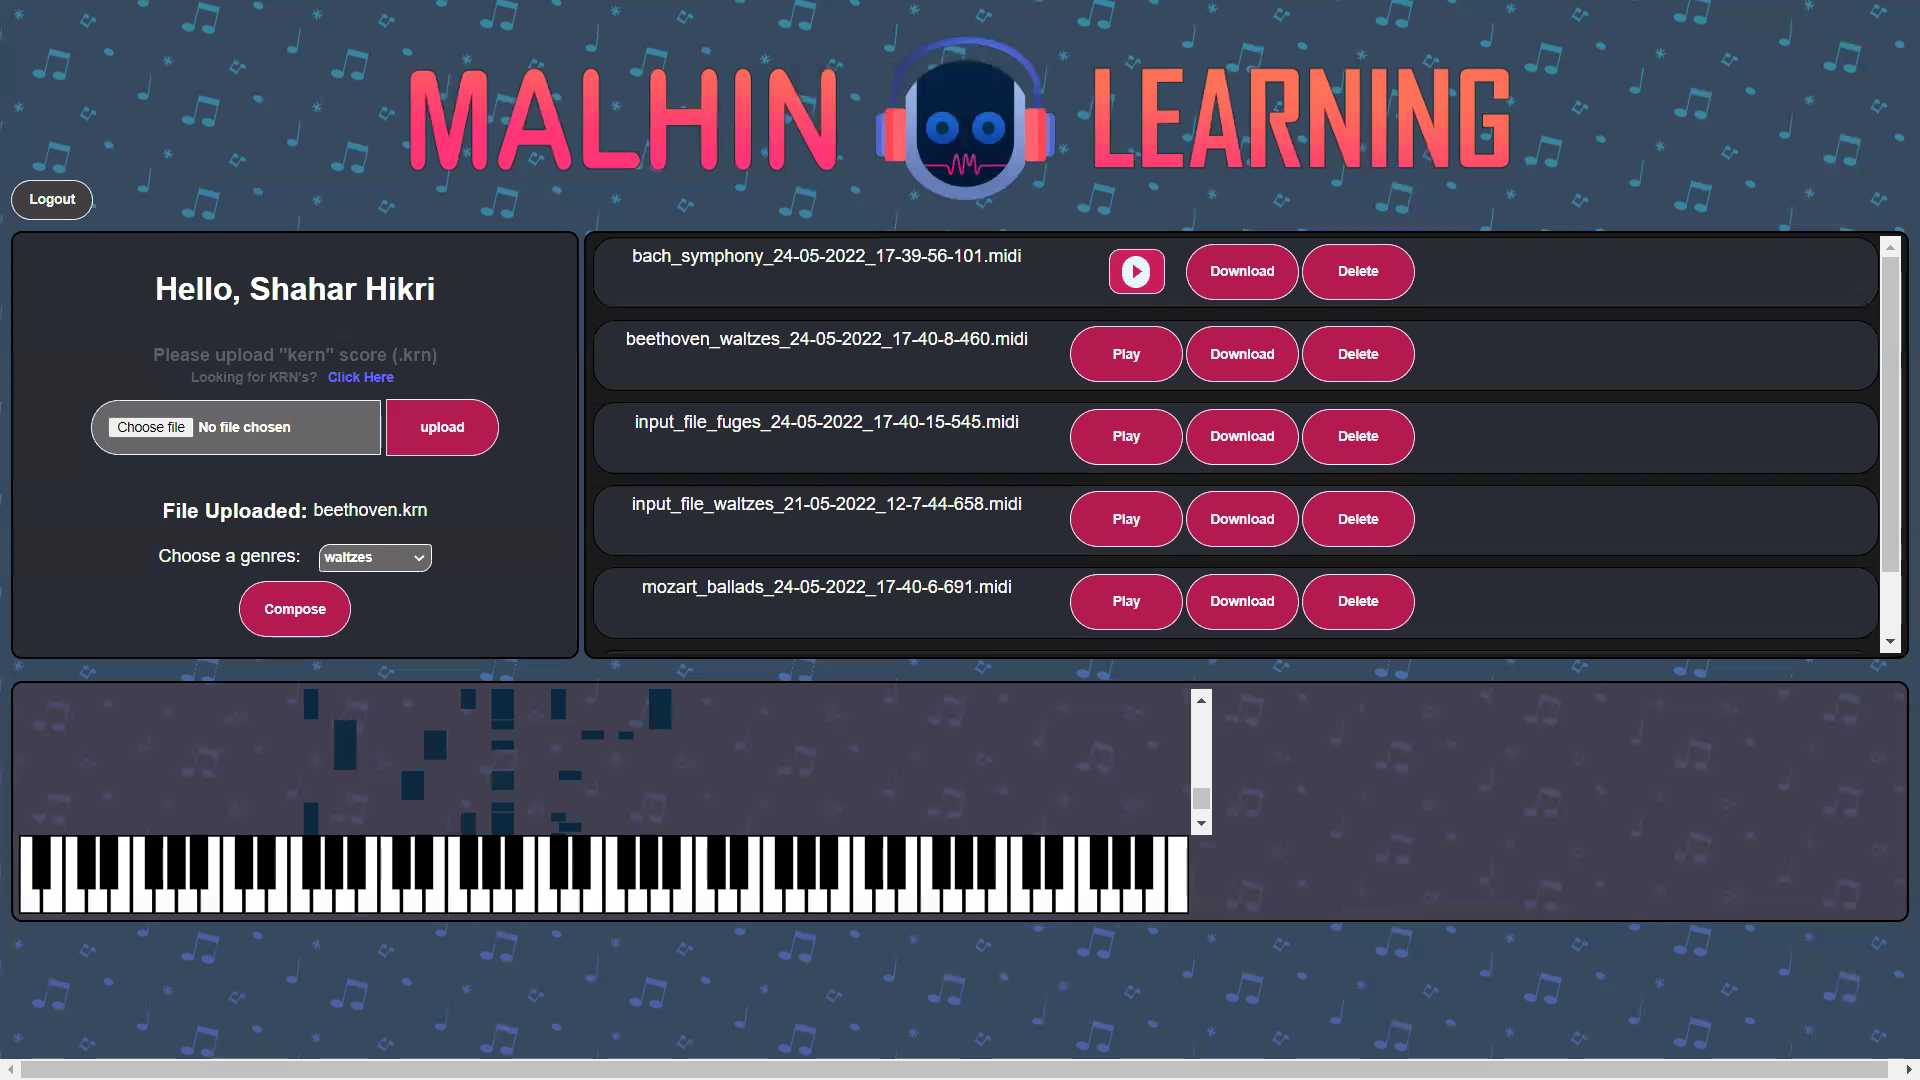 MALHIN LEARNING
Logout
Hello, Shahar Hikri
Please upload "kern" score (.krn)
Looking for KRN's? Click Here
Choose file No file chosen upload
File Uploaded: beethoven.krn
Choose a genres: waltzes
Compose
bach_symphony_24-05-2022_17-39-56-101.midi Download Delete
beethoven_waltzes_24-05-2022_17-40-8-460.midi Play Download Delete
input_file_fuges_24-05-2022_17-40-15-545.midi Play Download Delete
input_file_waltzes_21-05-2022_12-7-44-658.midi Play Download Delete
mozart_ballads_24-05-2022_17-40-6-691.midi Play Download Delete